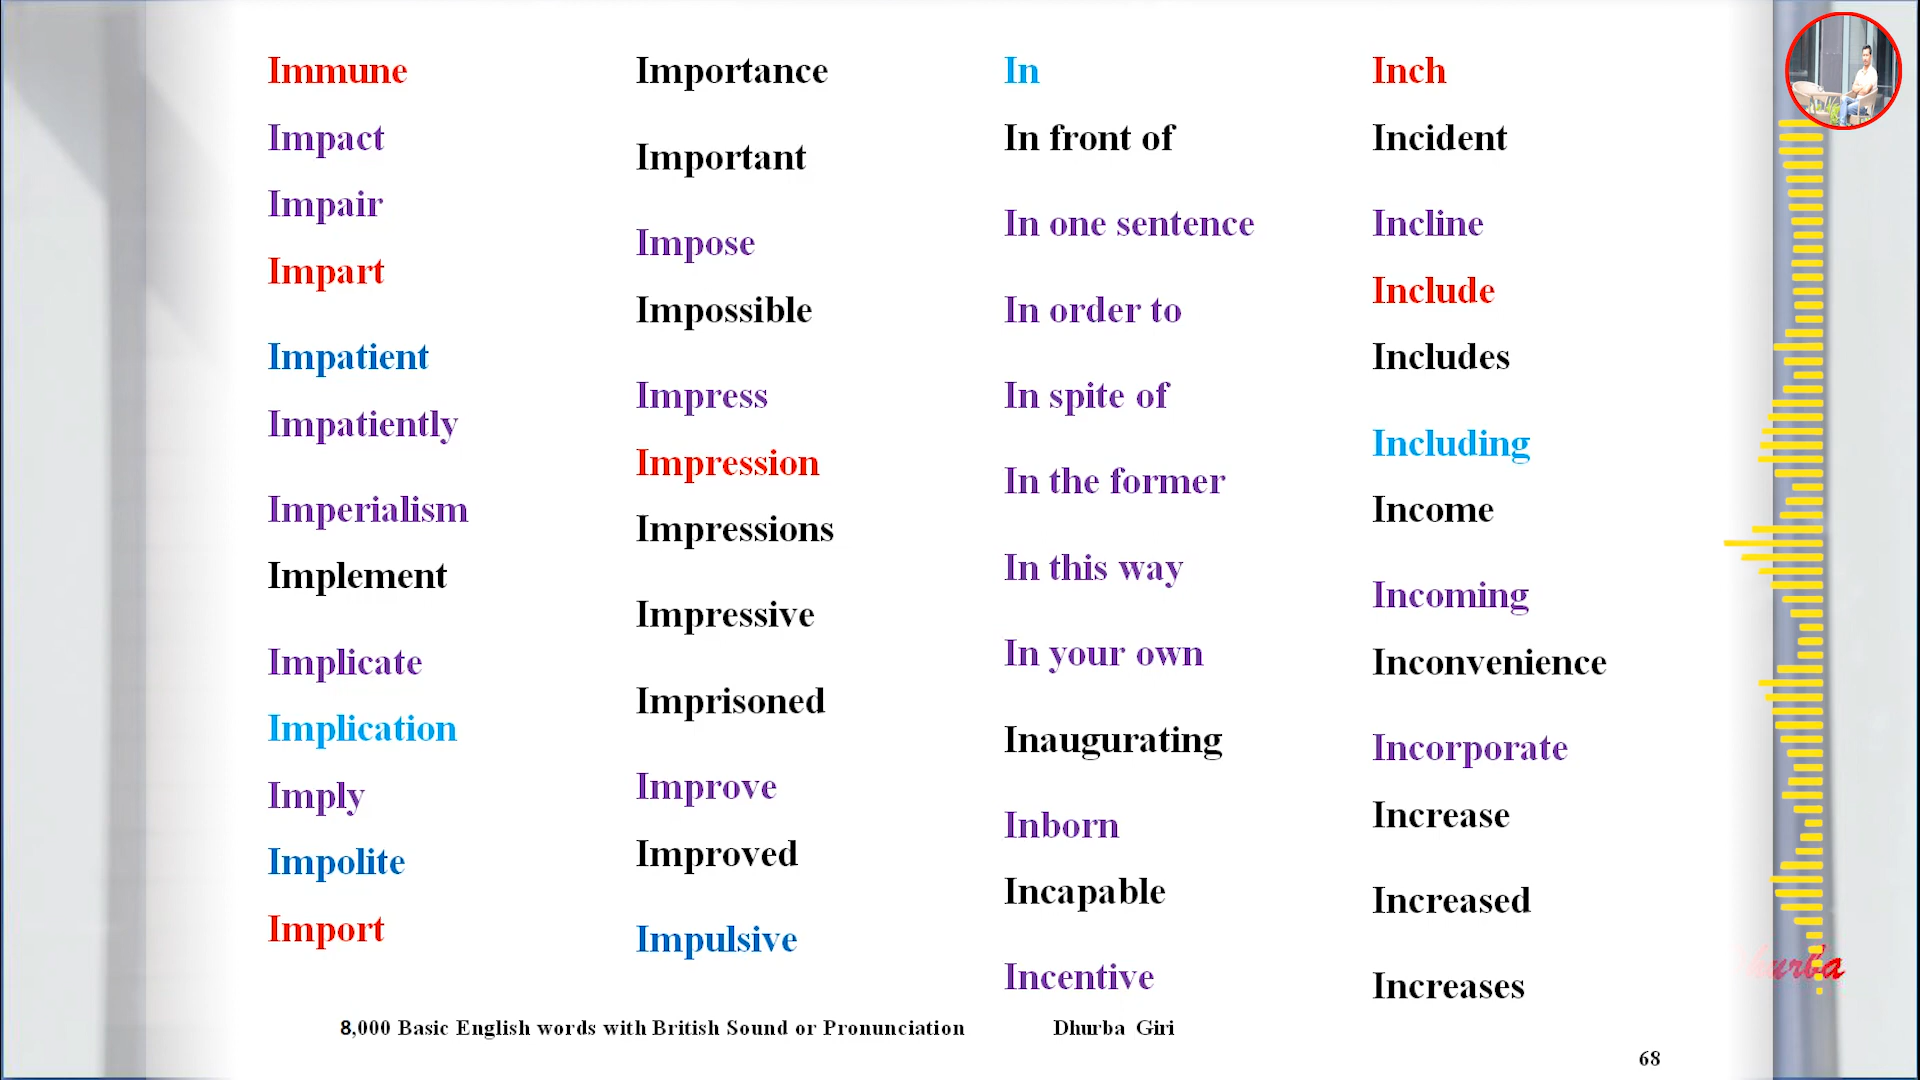 Immune
Impact
Impair
Impart
Impatient
Impatiently
Imperialism
Implement
Implicate
Implication
Imply
Impolite
Import
Importance
Important
Impose
Impossible
Impress
Impression
Impressions
Impressive
Imprisoned
Improve
Improved
Impulsive
In
In front of
In one sentence
In order to
In spite of
In the former
In this way
In your own
Inaugurating
Inborn
Incapable
Incentive
Inch
Incident
Incline
Include
Includes
Including
Income
Incoming
Inconvenience
Incorporate
Increase
Increased
Increases
8,000 Basic English words with British Sound or Pronunciation Dhurba Giri
68